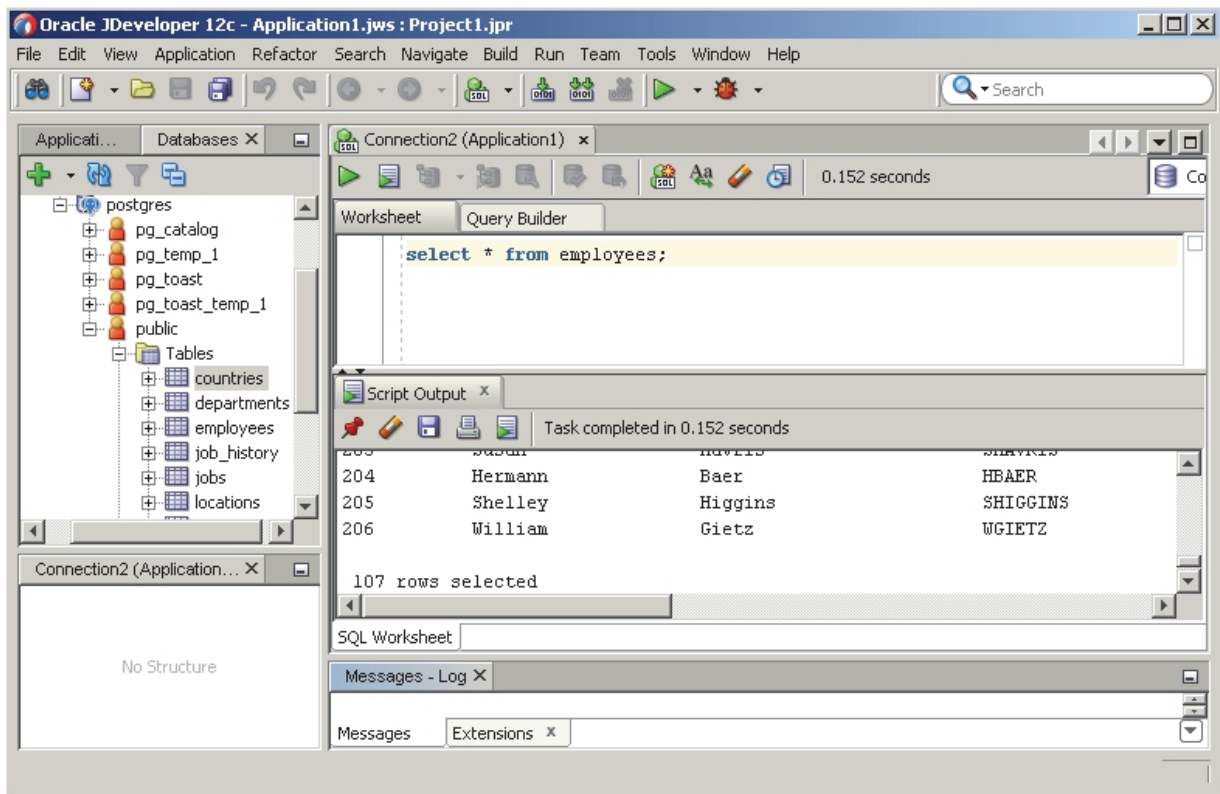 Oracle JDeveloper 12c - Application1.jws : Project1.jpr
File Edit View Application Refactor Search Navigate Build Run Team Tools Window Help
Search
Applicati... Databases
postgres
pg_catalog
pg_temp_1
pg_toast
pg_toast_temp_1
public
Tables
countries
departments
employees
job_history
jobs
locations
Connection2 (Application...
No Structure
Connection2 (Application1)
0.152 seconds
Co
Worksheet Query Builder
select * from employees;
Script Output
Task completed in 0.152 seconds
204 Hermann Baer HBAER
205 Shelley Higgins SHIGGINS
206 William Gietz WGIETZ
107 rows selected
SQL Worksheet
Messages - Log
Messages Extensions